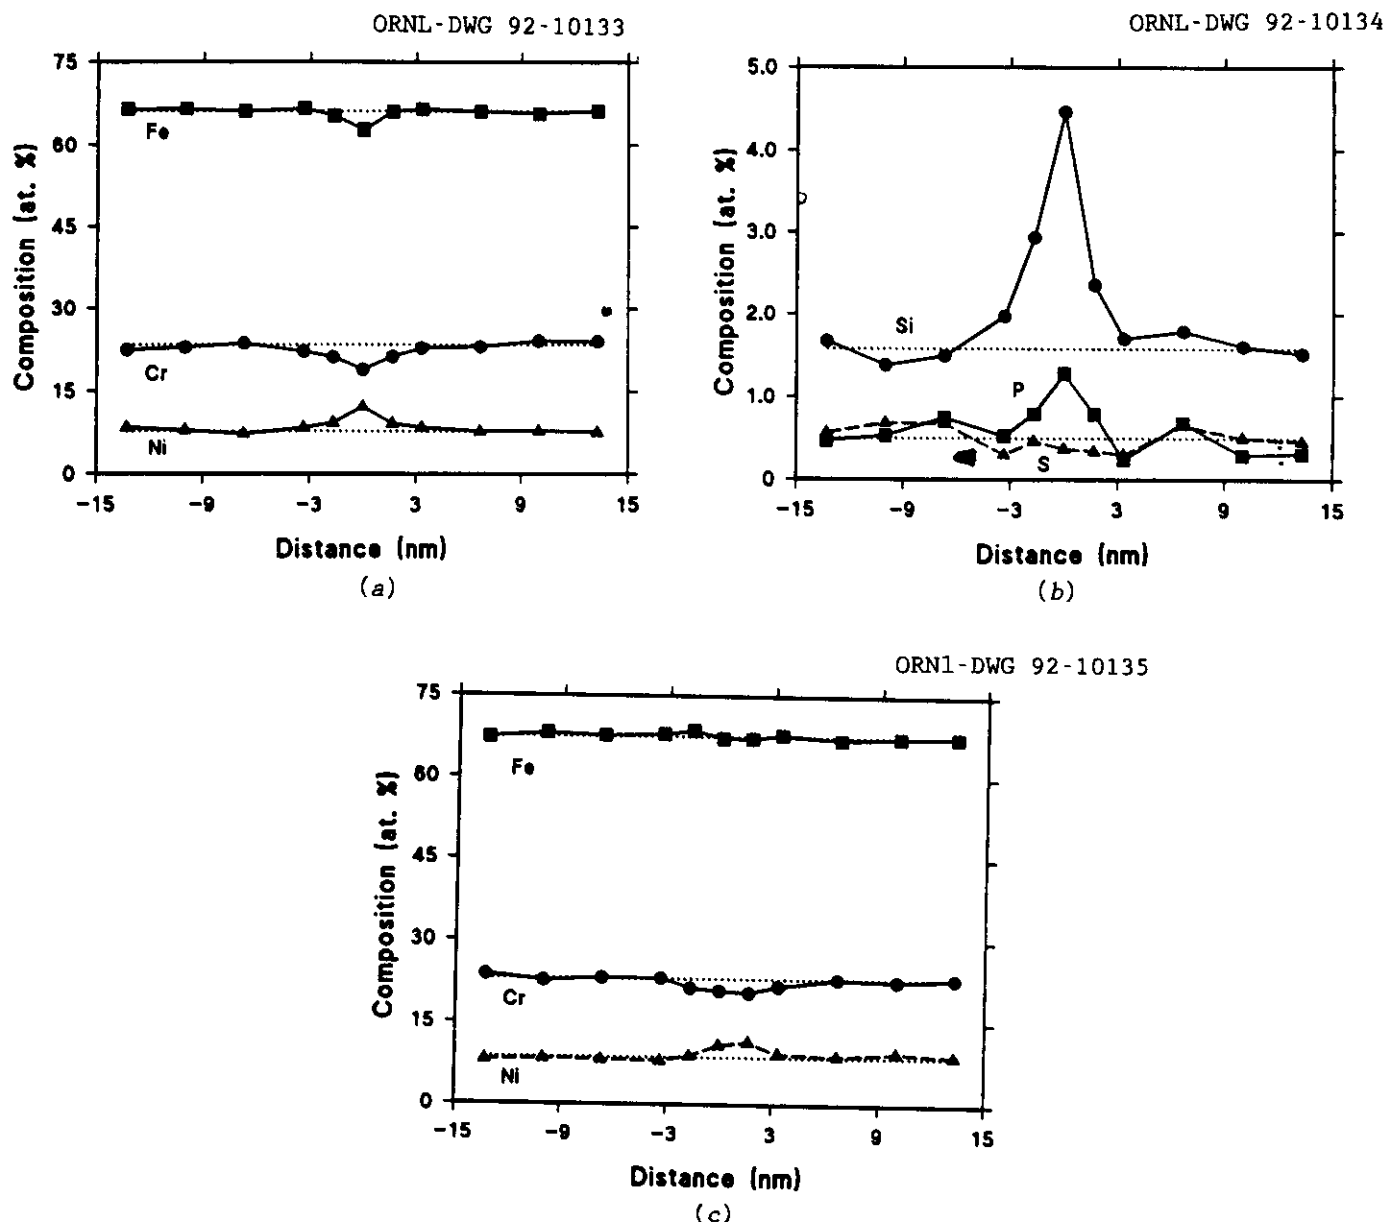 ORNL-DWG 92-10133
75
60
45
30
15
0
Composition (at. %)
Fe
Cr
Ni
-15 -9 -3 3 9 15
Distance (nm)
(a)
ORNL-DWG 92-10134
5.0
4.0
3.0
2.0
1.0
0
Composition (at. %)
Si
P
S
-15 -9 -3 3 9 15
Distance (nm)
(b)
ORN1-DWG 92-10135
75
60
45
30
15
0
Composition (at. %)
Fe
Cr
Ni
-15 -9 -3 3 9 15
Distance (nm)
(c)